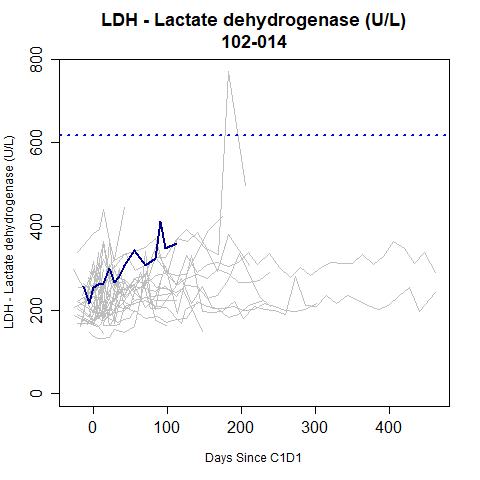 LDH - Lactate dehydrogenase (U/L)
102-014
LDH - Lactate dehydrogenase (U/L)
800
600
400
200
0
0 100 200 300 400
Days Since C1D1